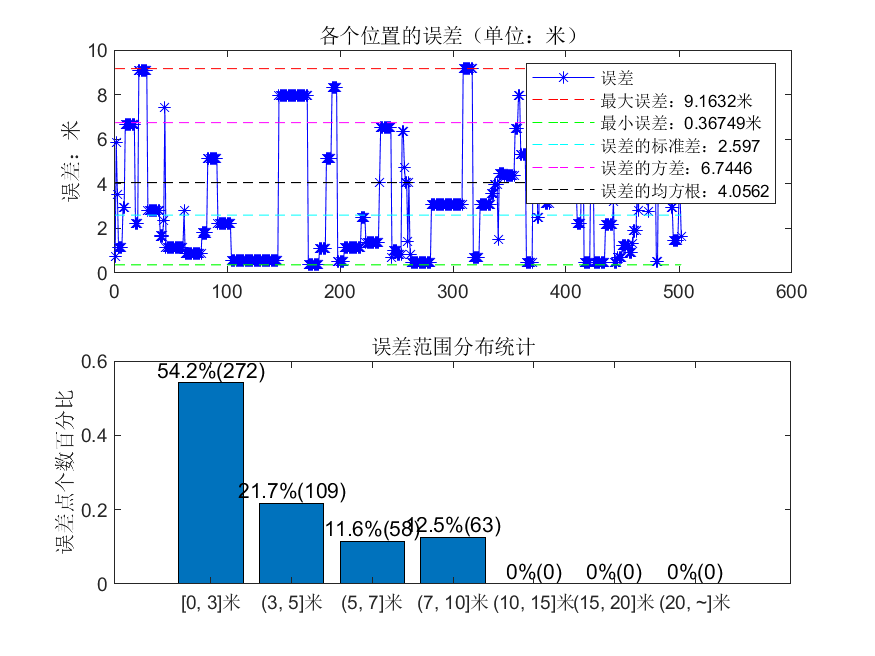 各个位置的误差（单位：米）
误差：米
10
8
6
4
2
0
0 100 200 300 400 500 600
误差
最大误差：9.1632米
最小误差：0.36749米
误差的标准差：2.597
误差的方差：6.7446
误差的均方根：4.0562
误差范围分布统计
误差点个数百分比
0.6
0.4
0.2
0
54.2%(272)
21.7%(109)
11.6%(58)
12.5%(63)
0%(0)
0%(0)
0%(0)
[0, 3]米 (3, 5]米 (5, 7]米 (7, 10]米 (10, 15]米 (15, 20]米 (20, ~]米